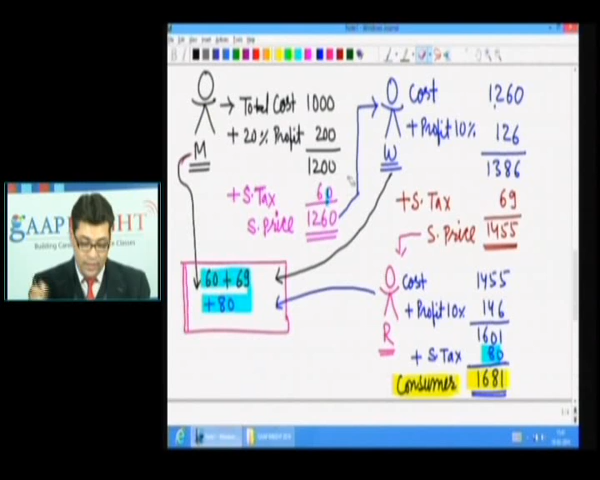 → Total Cost 1000
+ 20% Profit 200
1200
M
+ S.Tax 60
S.Price 1260
Cost 1260
+ Profit 10% 126
1386
W
+ S.Tax 69
S.Price 1455
60 + 69
+ 80
Cost 1455
+ Profit 10% 146
1601
R
+ S Tax 80
Consumer 1681